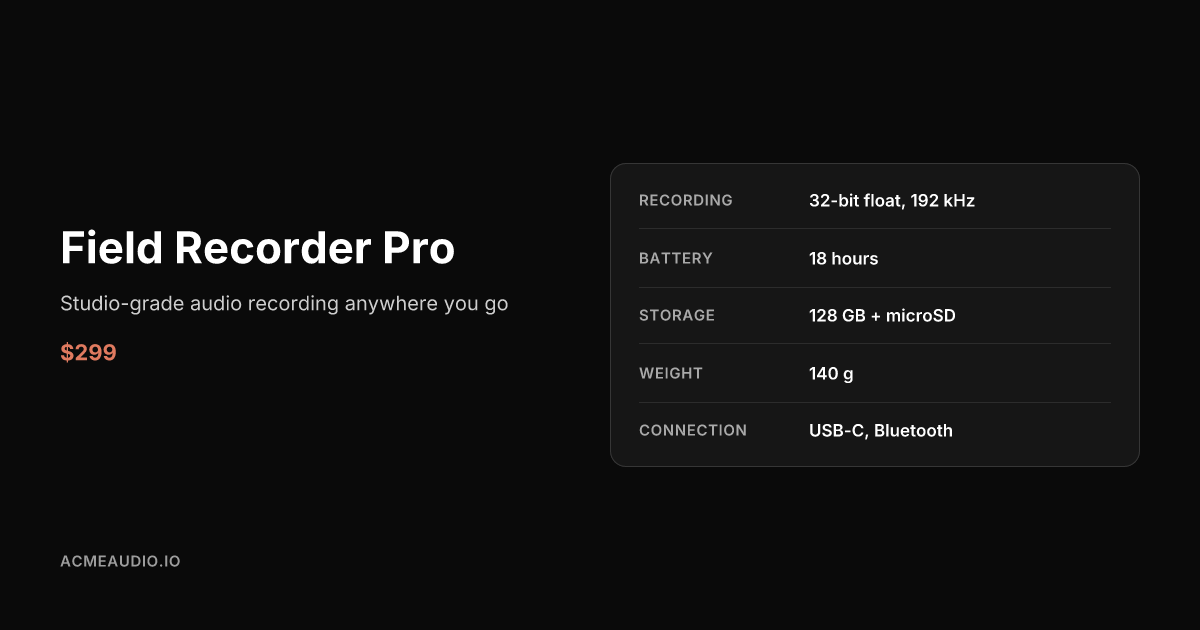 Field Recorder Pro
Studio-grade audio recording anywhere you go
$299
RECORDING 32-bit float, 192 kHz
BATTERY 18 hours
STORAGE 128 GB + microSD
WEIGHT 140 g
CONNECTION USB-C, Bluetooth
ACMEAUDIO.IO